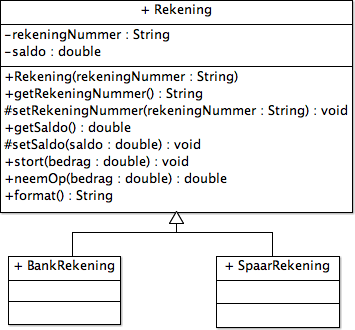 + Rekening
-rekeningNummer : String
-saldo : double
+Rekening(rekeningNummer : String)
+getRekeningNummer() : String
#setRekeningNummer(rekeningNummer : String) : void
+getSaldo() : double
#setSaldo(saldo : double) : void
+stort(bedrag : double) : void
+neemOp(bedrag : double) : double
+format() : String
+ BankRekening
+ SpaarRekening